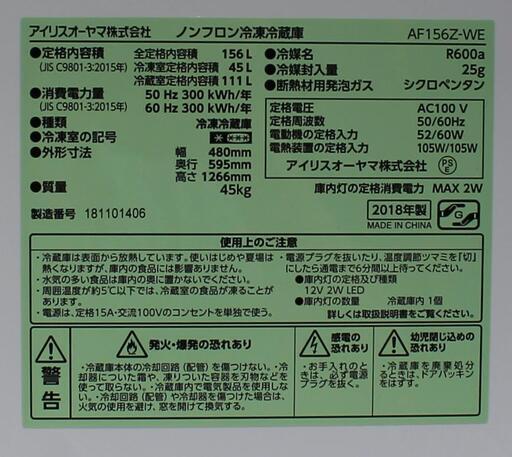 アイリスオーヤマ株式会社 ノンフロン冷凍冷蔵庫 AF156Z-WE
●定格内容積 全定格内容積 156 L
(JIS C9801-3:2015年) 冷凍室定格内容積 45 L
冷蔵室定格内容積 111 L
●消費電力量 50 Hz 300 kWh/年
(JIS C9801-3:2015年) 60 Hz 300 kWh/年
●種類 冷凍冷蔵庫
●冷凍室の記号
●外形寸法 幅 480mm
奥行 595mm
高さ 1266mm
●質量 45kg
製造番号 181101406
●冷媒名 R600a
●冷媒封入量 25g
●断熱材用発泡ガス シクロペンタン
定格電圧 AC100 V
定格周波数 50/60Hz
電動機の定格入力 52/60W
電熱装置の定格入力 105W/105W
アイリスオーヤマ株式会社 PSE
庫内灯の定格消費電力 MAX 2W
2018年製
MADE IN CHINA
使用上のご注意
・冷蔵庫は表面から放熱しています。使いはじめや夏場は
熱くなりますが、庫内の食品には影響ありません。
・水気の多い食品は庫内の奥に置かないでください。
・周囲温度が約5℃以下では、冷蔵室の食品が凍ることが
あります。
・電源は、定格15A・交流100Vのコンセントを単独で使う。
・電源プラグを抜いたり、温度調節ツマミを「切」
にしたら通電まで6分間以上待ってください。
●庫内灯の定格及び種類
12V 2W LED
●庫内灯の数量 冷蔵庫内 1個
詳しくは取扱説明書をご覧ください。
警告
発火・爆発の恐れあり
・冷蔵庫本体の冷却回路（配管）を傷つけない。・冷
却器についた霜や、凍りついた容器を刃物などを
使って取らない。・冷蔵庫内で電気製品を使用しな
い。・冷却回路（配管）を傷つけてしまった場合は、
火気の使用を避け、窓を開けて換気する。
感電の
恐れあり
・お手入れの
ときは、必ず電源
プラグを抜く。
幼児閉じ込めの
恐れあり
・冷蔵庫を廃棄処分
するときは、ドアパッキン
をはずす。